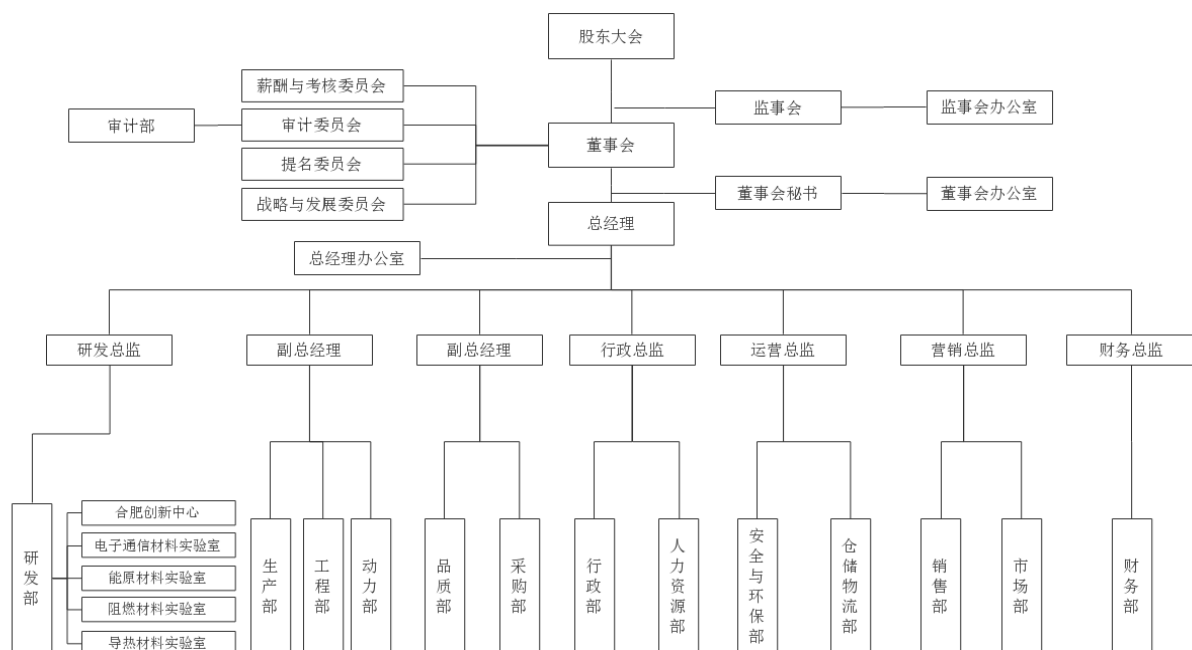 股东大会
薪酬与考核委员会
监事会
监事会办公室
审计部
审计委员会
董事会
提名委员会
战略与发展委员会
董事会秘书
董事会办公室
总经理
总经理办公室
研发总监
副总经理
副总经理
行政总监
运营总监
营销总监
财务总监
研发部
合肥创新中心
电子通信材料实验室
能原材料实验室
阻燃材料实验室
导热材料实验室
生产部
工程部
动力部
品质部
采购部
行政部
人力资源部
安全与环保部
仓储物流部
销售部
市场部
财务部